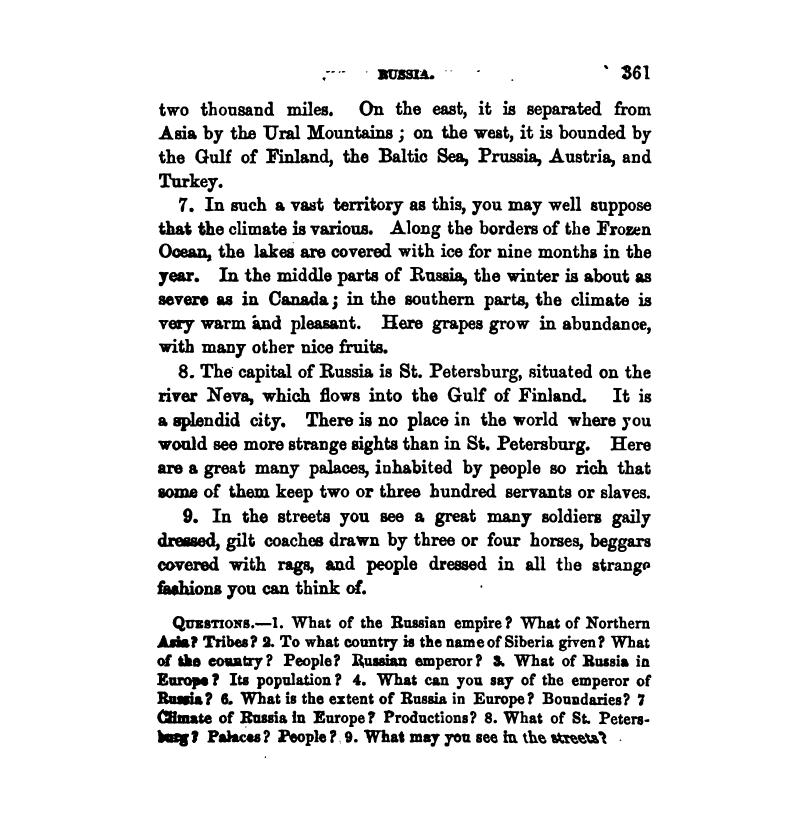 RUSSIA. 361
two thousand miles. On the east, it is separated from
Asia by the Ural Mountains ; on the west, it is bounded by
the Gulf of Finland, the Baltic Sea, Prussia, Austria, and
Turkey.
7. In such a vast territory as this, you may well suppose
that the climate is various. Along the borders of the Frozen
Ocean, the lakes are covered with ice for nine months in the
year. In the middle parts of Russia, the winter is about as
severe as in Canada ; in the southern parts, the climate is
very warm and pleasant. Here grapes grow in abundance,
with many other nice fruits.
8. The capital of Russia is St. Petersburg, situated on the
river Neva, which flows into the Gulf of Finland. It is
a splendid city. There is no place in the world where you
would see more strange sights than in St. Petersburg. Here
are a great many palaces, inhabited by people so rich that
some of them keep two or three hundred servants or slaves.
9. In the streets you see a great many soldiers gaily
dressed, gilt coaches drawn by three or four horses, beggars
covered with rags, and people dressed in all the strange
fashions you can think of.
QUESTIONS.—1. What of the Russian empire? What of Northern
Asia? Tribes? 2. To what country is the name of Siberia given? What
of the country? People? Russian emperor? 3. What of Russia in
Europe? Its population? 4. What can you say of the emperor of
Russia? 6. What is the extent of Russia in Europe? Boundaries? 7
Climate of Russia in Europe? Productions? 8. What of St. Peters-
burg? Palaces? People? 9. What may you see in the streets?